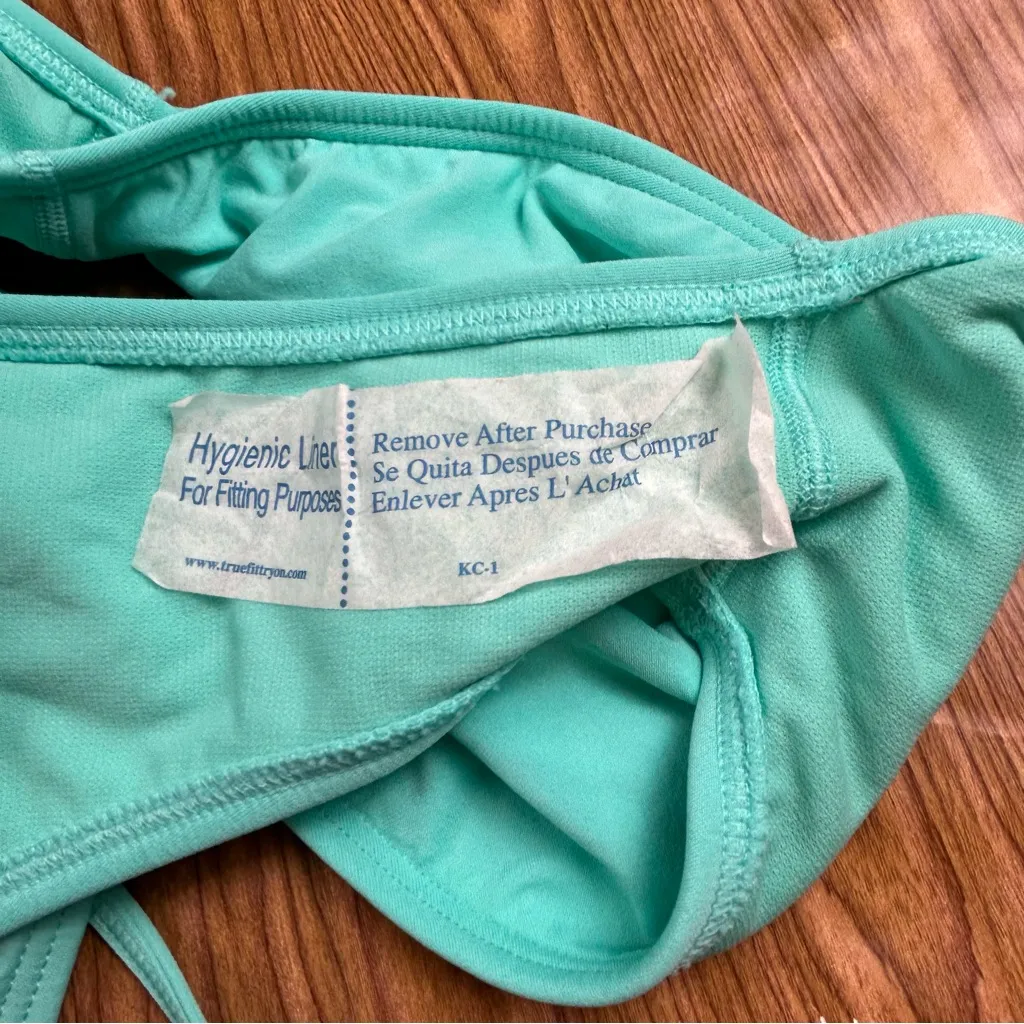 Hygienic Liner
For Fitting Purposes
www.truefittryon.com
Remove After Purchase
Se Quita Despues de Comprar
Enlever Apres L' Achat
KC-1